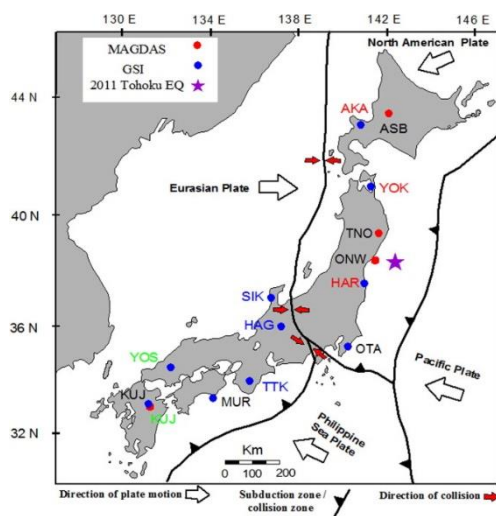 130 E 134 E 138 E 142 E 146 E
MAGDAS
GSI
2011 Tohoku EQ
North American Plate
44 N
AKA
ASB
Eurasian Plate
YOK
40 N
TNO
ONW
HAR
SIK
HAG
36 N
OTA
YOS
Pacific Plate
TTK
KUJ
MUR
KUJ
Philippine
Sea Plate
32 N
Km
0 100 200
Direction of plate motion
Subduction zone /
collision zone
Direction of collision